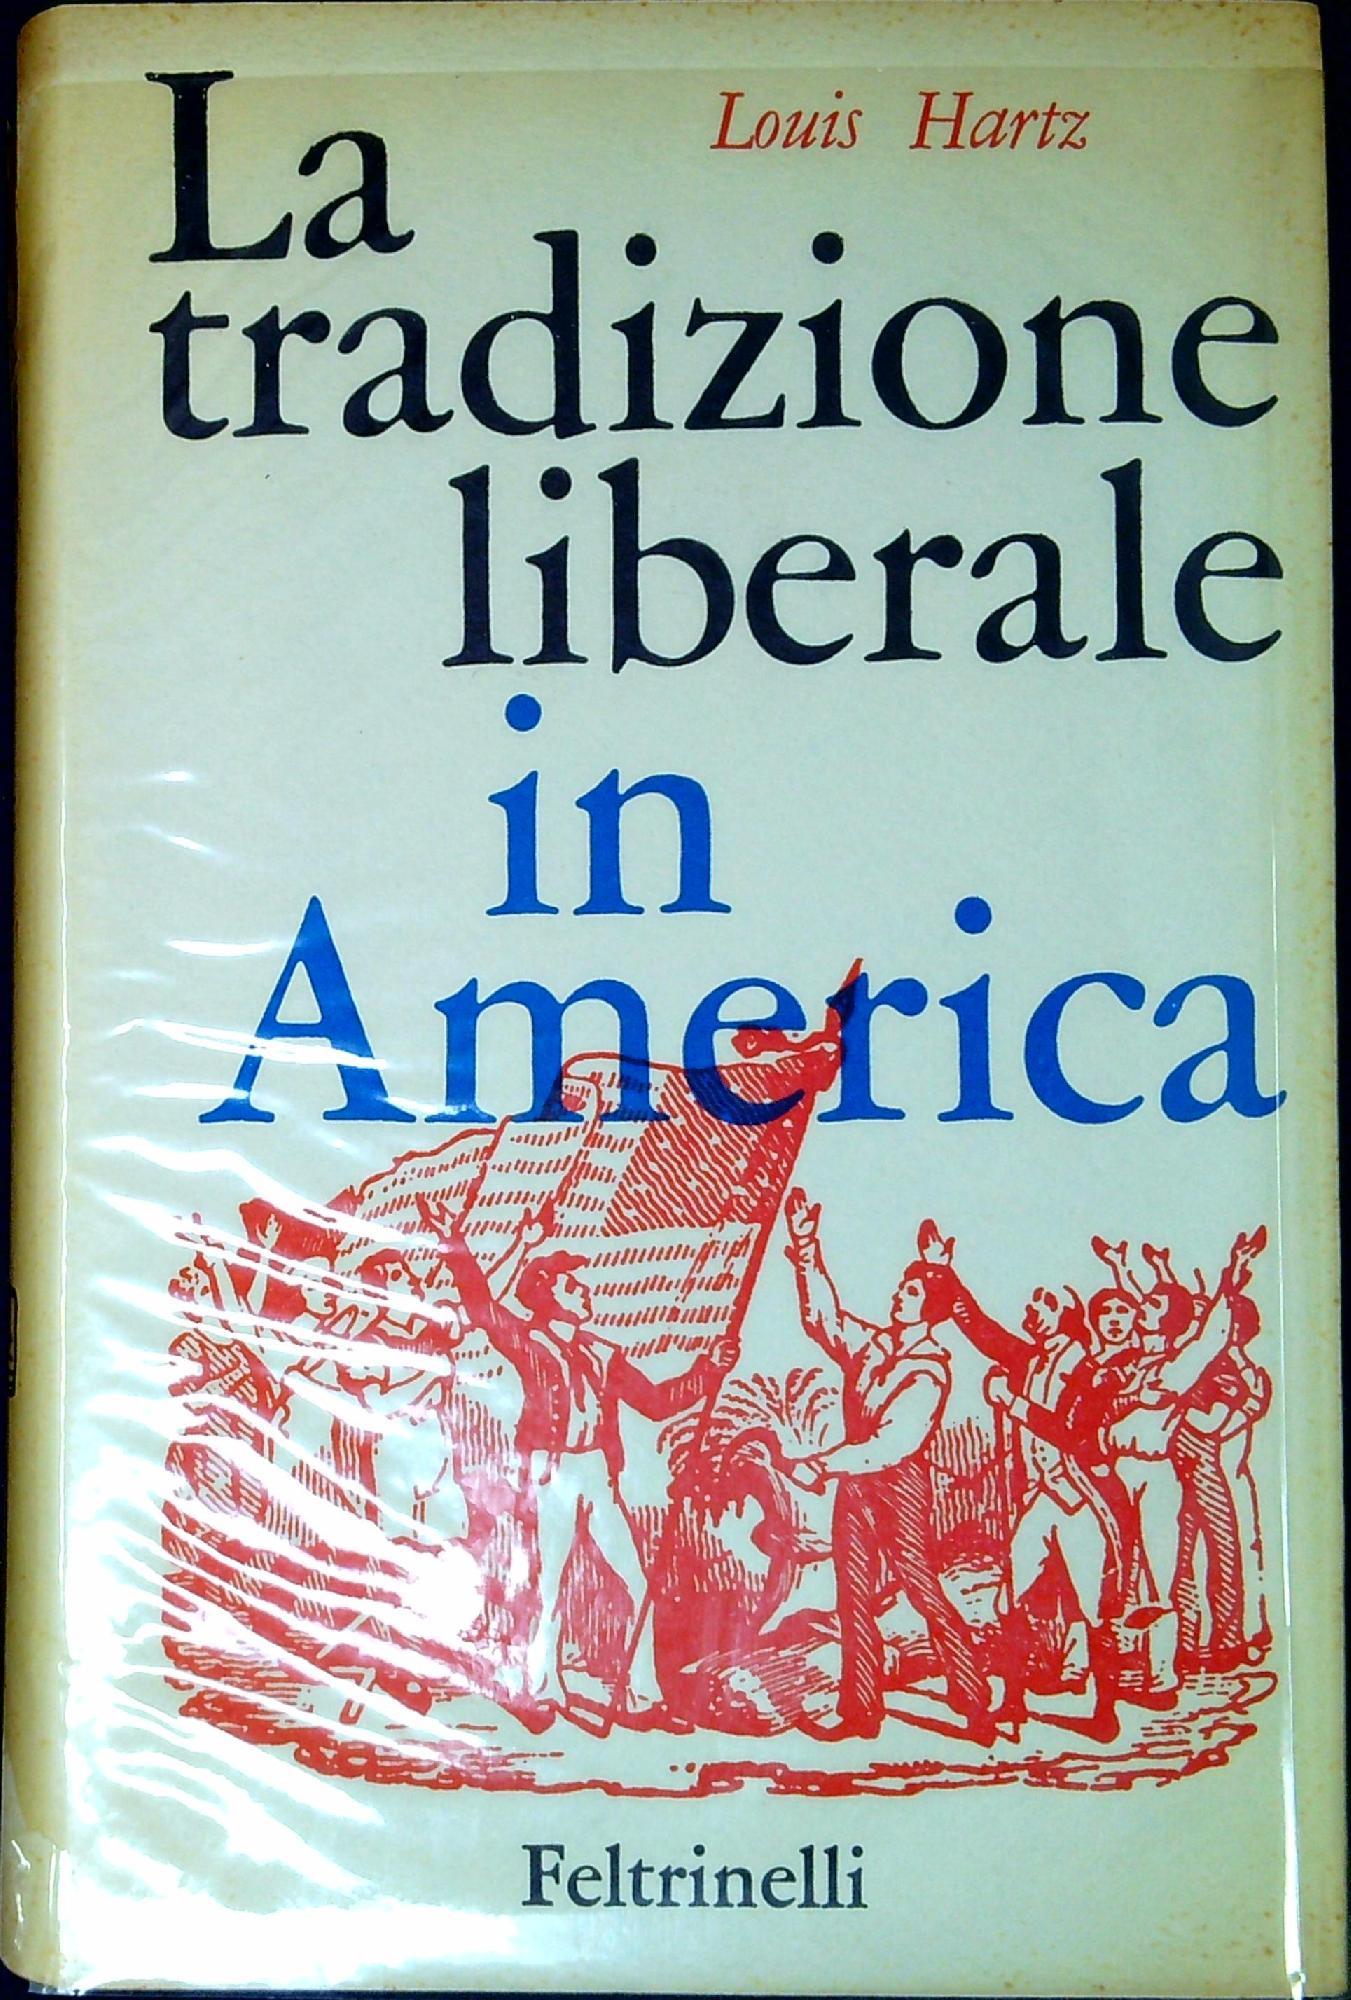 Louis Hartz
La
tradizione
liberale
in
America
Feltrinelli